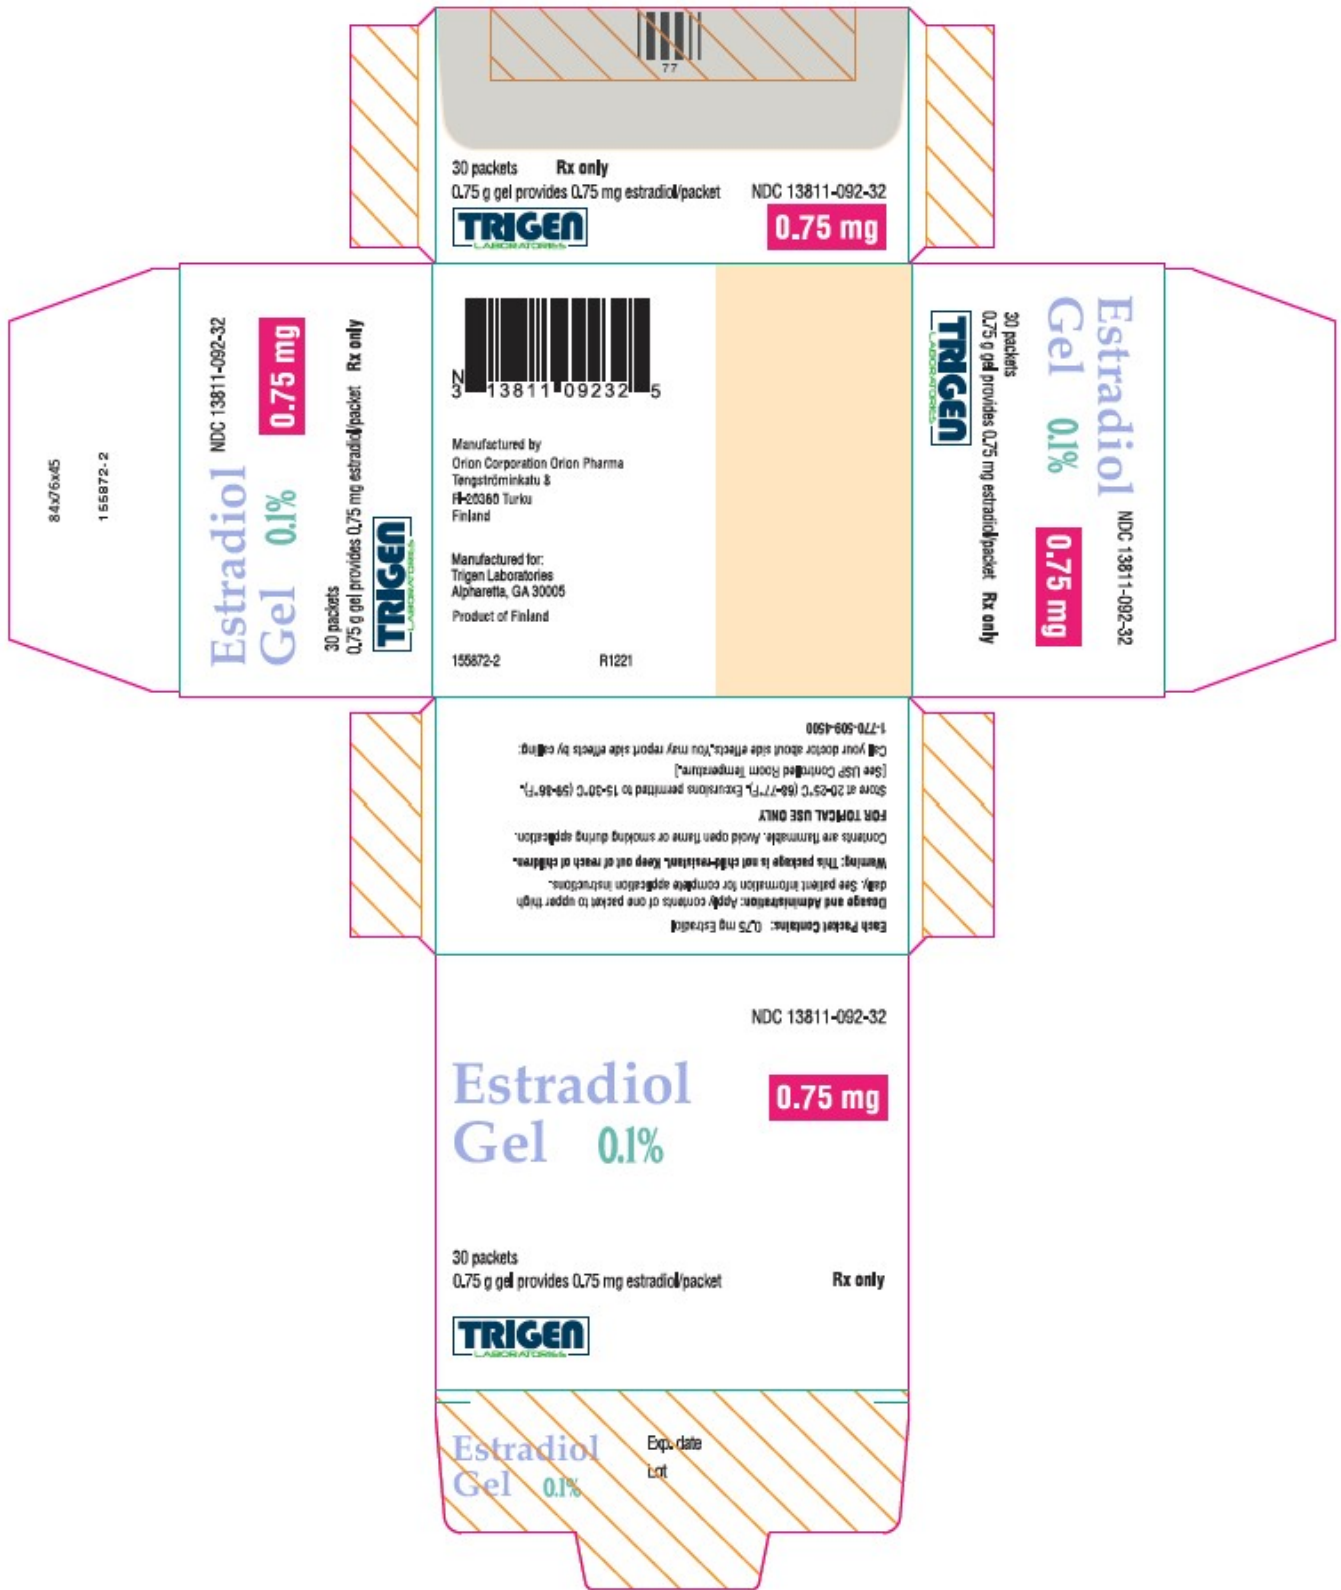 77
30 packets Rx only
0.75 g gel provides 0.75 mg estradiol/packet NDC 13811-092-32
TRIGEN
LABORATORIES
0.75 mg
84x76x45
155872-2
Estradiol
Gel 0.1%
NDC 13811-092-32
0.75 mg
30 packets
0.75 g gel provides 0.75 mg estradiol/packet Rx only
TRIGEN
LABORATORIES
N
3 13811 09232 5
Manufactured by
Orion Corporation Orion Pharma
Tengströminkatu 8
FI-20360 Turku
Finland
Manufactured for:
Trigen Laboratories
Alpharetta, GA 30005
Product of Finland
155872-2 R1221
Estradiol
Gel 0.1%
NDC 13811-092-32
0.75 mg
30 packets
0.75 g gel provides 0.75 mg estradiol/packet Rx only
TRIGEN
LABORATORIES
Each Packet Contains: 0.75 mg Estradiol
Dosage and Administration: Apply contents of one packet to upper thigh
daily. See patient information for complete application instructions.
Warning: This package is not child-resistant. Keep out of reach of children.
Contents are flammable. Avoid open flame or smoking during application.
FOR TOPICAL USE ONLY
Store at 20-25°C (68-77°F). Excursions permitted to 15-30°C (59-86°F).
[See USP Controlled Room Temperature.]
Call your doctor about side effects.You may report side effects by calling:
1-770-509-4500
NDC 13811-092-32
Estradiol
Gel 0.1%
0.75 mg
30 packets
0.75 g gel provides 0.75 mg estradiol/packet Rx only
TRIGEN
LABORATORIES
Estradiol
Gel 0.1%
Exp. date
Lot